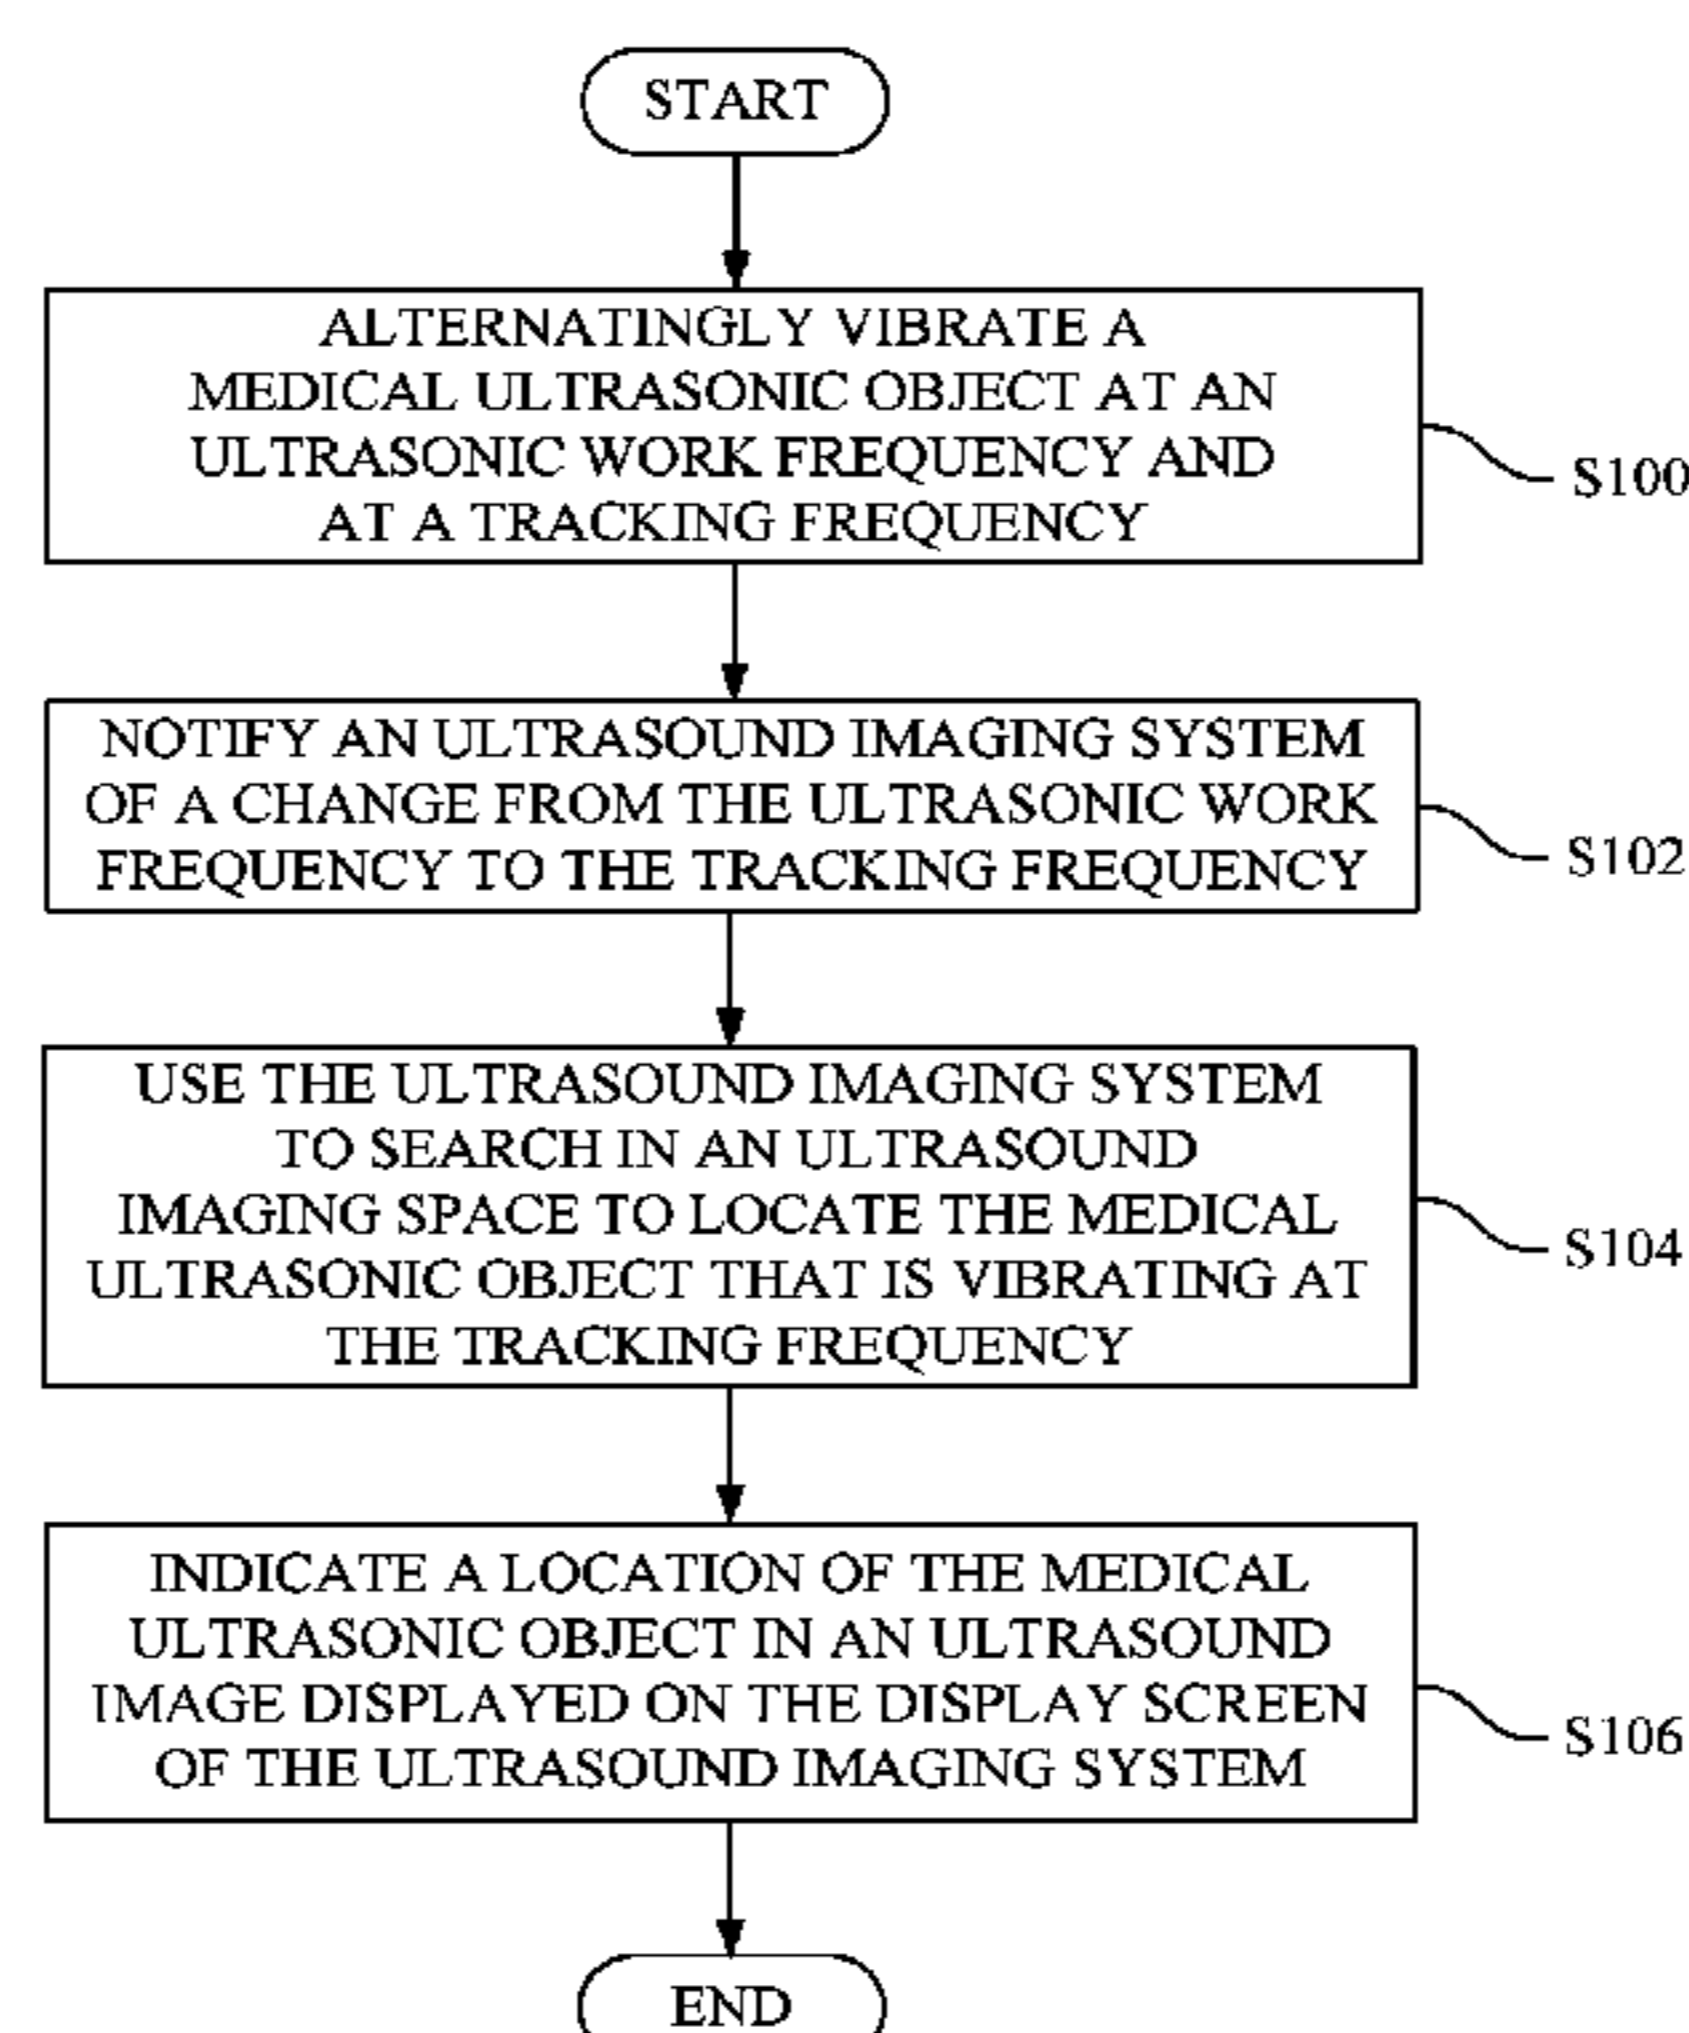 START
ALTERNATINGLY VIBRATE A
MEDICAL ULTRASONIC OBJECT AT AN
ULTRASONIC WORK FREQUENCY AND
AT A TRACKING FREQUENCY
S100
NOTIFY AN ULTRASOUND IMAGING SYSTEM
OF A CHANGE FROM THE ULTRASONIC WORK
FREQUENCY TO THE TRACKING FREQUENCY
S102
USE THE ULTRASOUND IMAGING SYSTEM
TO SEARCH IN AN ULTRASOUND
IMAGING SPACE TO LOCATE THE MEDICAL
ULTRASONIC OBJECT THAT IS VIBRATING AT
THE TRACKING FREQUENCY
S104
INDICATE A LOCATION OF THE MEDICAL
ULTRASONIC OBJECT IN AN ULTRASOUND
IMAGE DISPLAYED ON THE DISPLAY SCREEN
OF THE ULTRASOUND IMAGING SYSTEM
S106
END